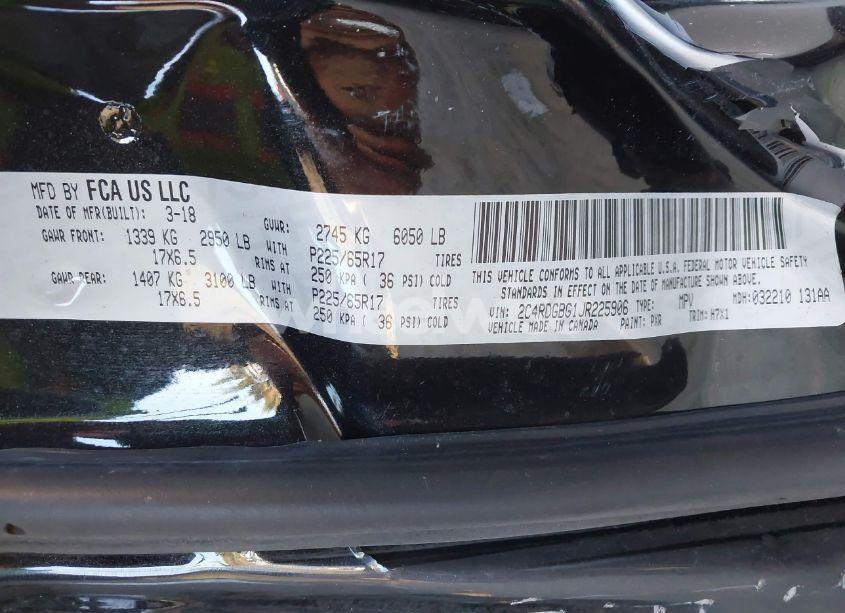 MFD BY FCA US LLC
DATE OF MFR(BUILT): 3-18
GAWR FRONT: 1339 KG 2950 LB WITH
17X6.5 RIMS AT
GAWR REAR: 1407 KG 3100 LB WITH
17X6.5 RIMS AT
GVWR: 2745 KG 6050 LB
P225/65R17 TIRES
250 KPA ( 36 PSI) COLD
P225/65R17 TIRES
250 KPA ( 36 PSI) COLD
THIS VEHICLE CONFORMS TO ALL APPLICABLE U.S.A. FEDERAL MOTOR VEHICLE SAFETY
STANDARDS IN EFFECT ON THE DATE OF MANUFACTURE SHOWN ABOVE.
VIN: 2C4RDGBG1JR225906 TYPE: MPV MDH: 032210 131AA
VEHICLE MADE IN CANADA PAINT: PXR TRIM: H7X1